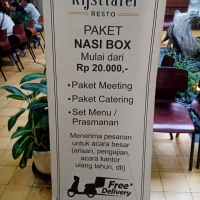 Rijsttafel
RESTO
PAKET
NASI BOX
Mulai dari
Rp 20.000,-
•Paket Meeting
•Paket Catering
•Set Menu /
Prasmanan
Menerima pesanan
untuk acara besar
(arisan, pengajian,
acara kantor
ulang tahun, dll)
Free*
Delivery